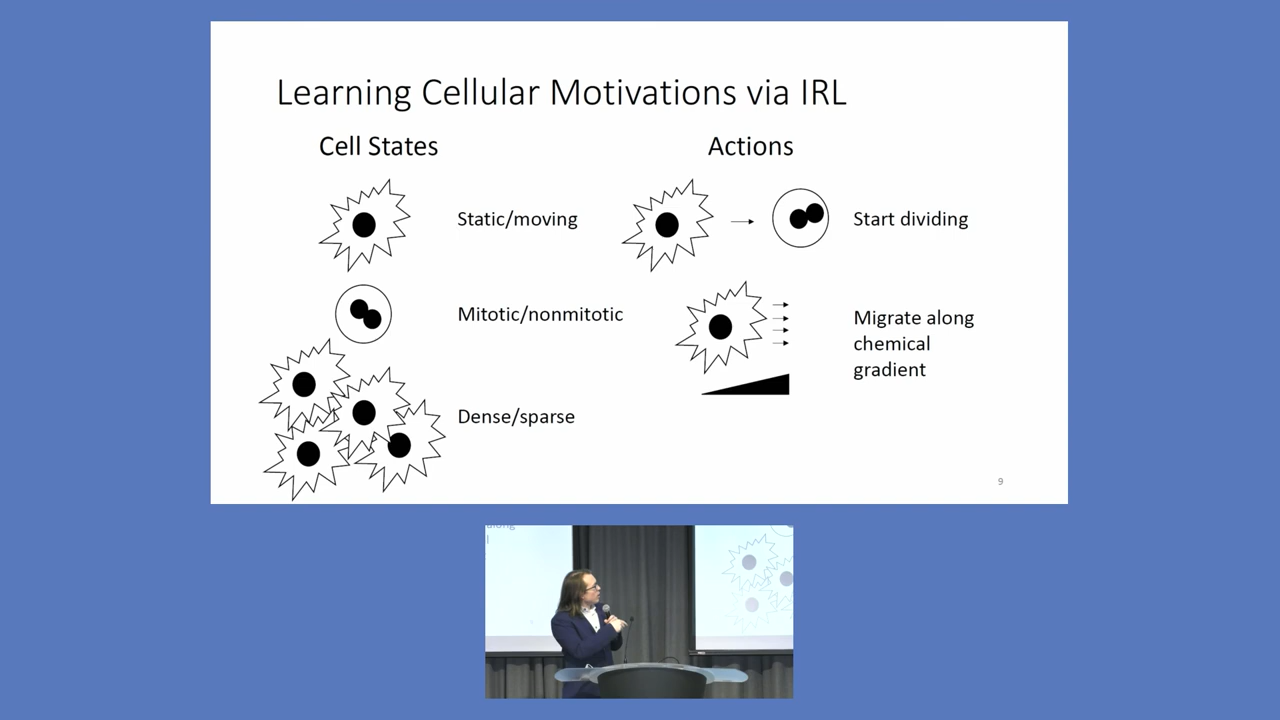 Learning Cellular Motivations via IRL
Cell States
Actions
Static/moving
Start dividing
Mitotic/nonmitotic
Migrate along
chemical
gradient
Dense/sparse
9
along
l